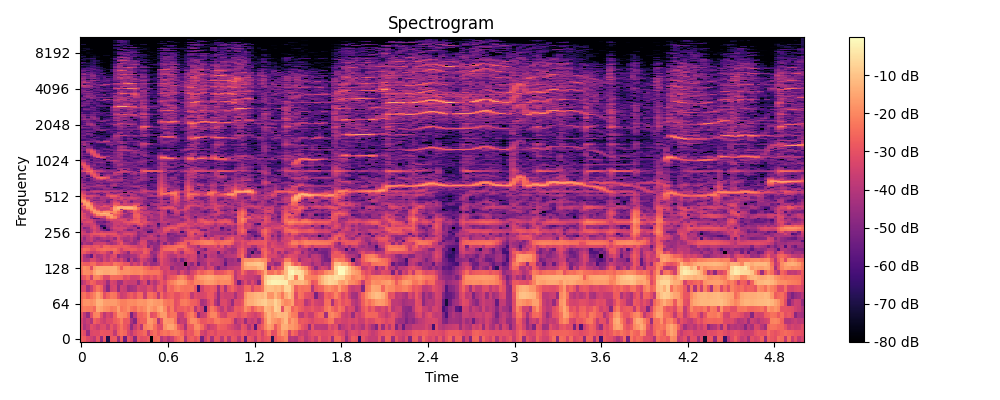 Spectrogram
Frequency
8192
4096
2048
1024
512
256
128
64
0
0 0.6 1.2 1.8 2.4 3 3.6 4.2 4.8
Time
-10 dB
-20 dB
-30 dB
-40 dB
-50 dB
-60 dB
-70 dB
-80 dB